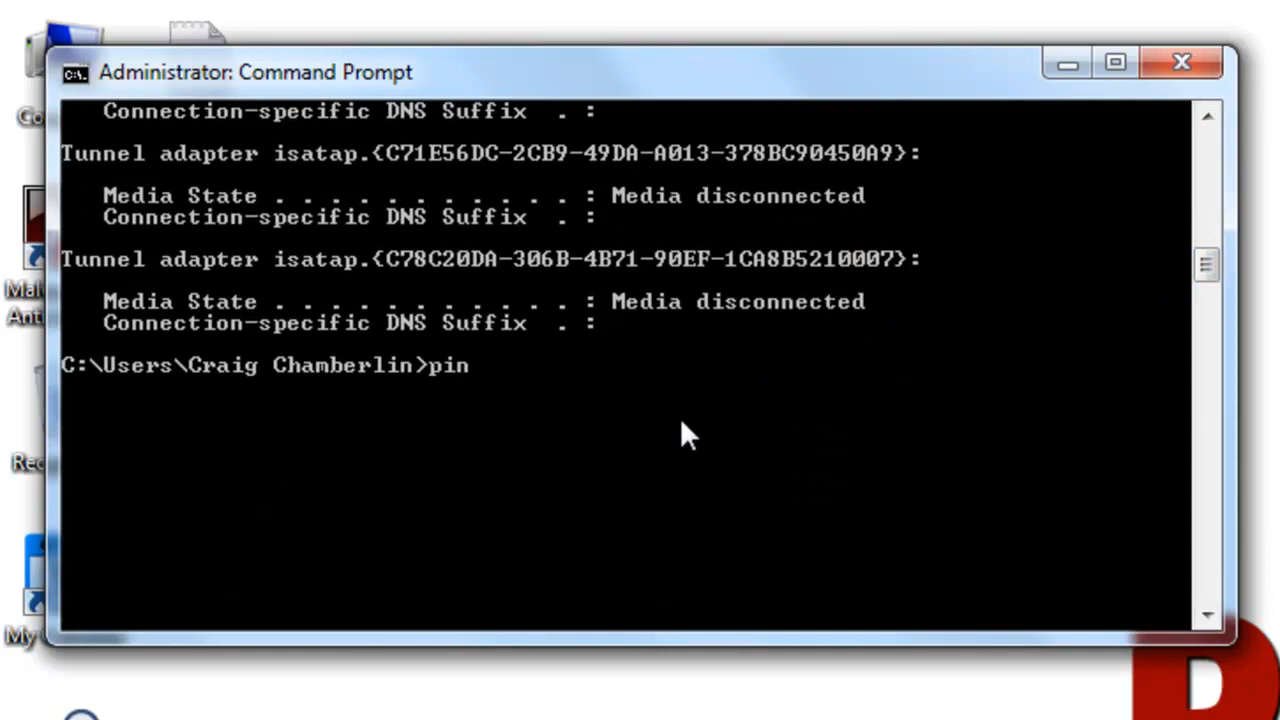 Administrator: Command Prompt
Connection-specific DNS Suffix . :
Tunnel adapter isatap.{C71E56DC-2CB9-49DA-A013-378BC90450A9}:
Media State . . . . . . . . . . . : Media disconnected
Connection-specific DNS Suffix . :
Tunnel adapter isatap.{C78C20DA-306B-4B71-90EF-1CA8B5210007}:
Media State . . . . . . . . . . . : Media disconnected
Connection-specific DNS Suffix . :
C:\Users\Craig Chamberlin>pin
My